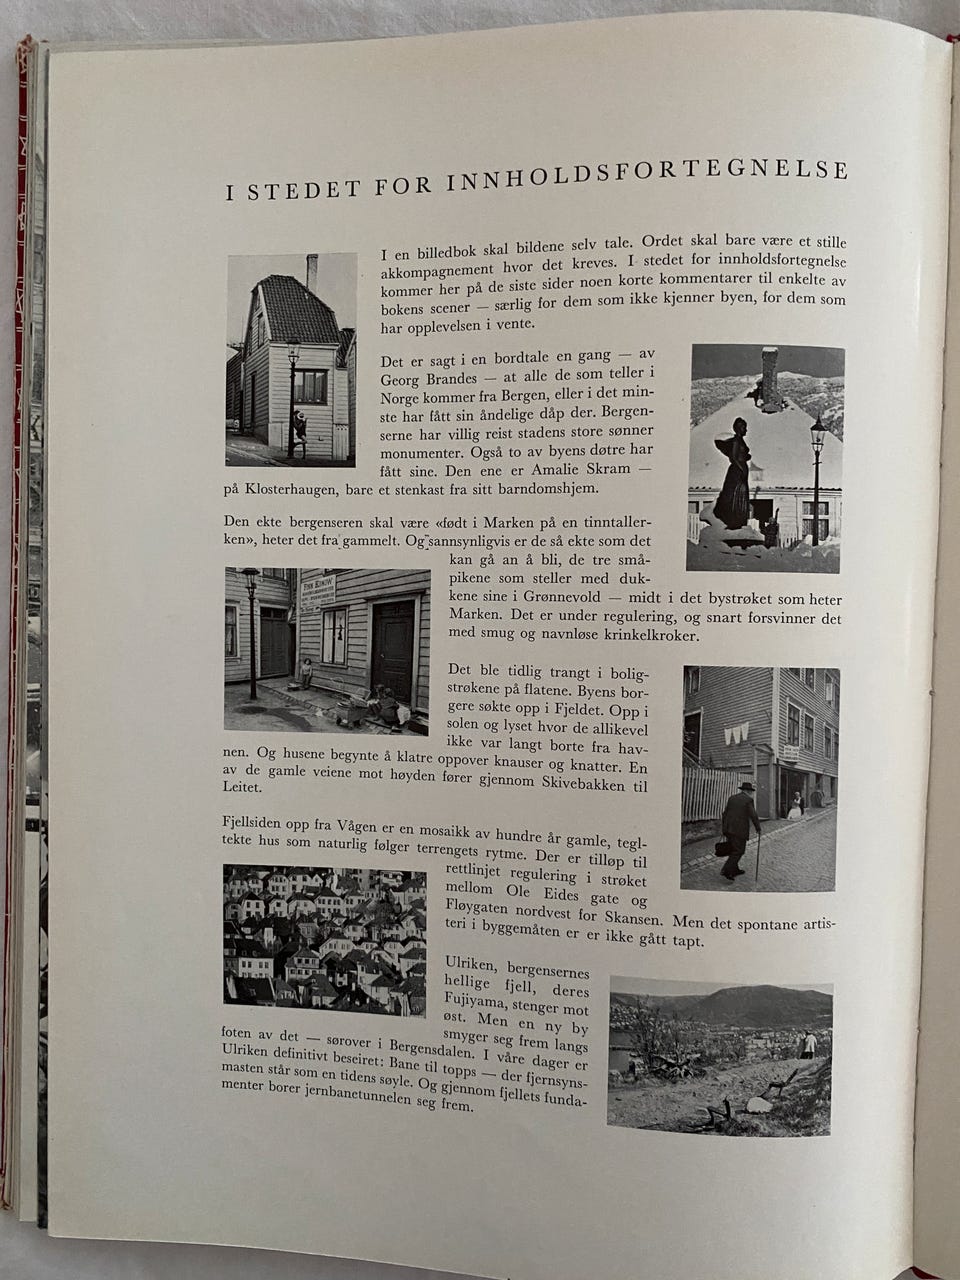 I STEDET FOR INNHOLDSFORTEGNELSE
I en billedbok skal bildene selv tale. Ordet skal bare være et stille
akkompagnement hvor det kreves. I stedet for innholdsfortegnelse
kommer her på de siste sider noen korte kommentarer til enkelte av
bokens scener — særlig for dem som ikke kjenner byen, for dem som
har opplevelsen i vente.
Det er sagt i en bordtale en gang — av
Georg Brandes — at alle de som teller i
Norge kommer fra Bergen, eller i det min-
ste har fått sin åndelige dåp der. Bergen-
serne har villig reist stadens store sønner
monumenter. Også to av byens døtre har
fått sine. Den ene er Amalie Skram —
på Klosterhaugen, bare et stenkast fra sitt barndomshjem.
Den ekte bergenseren skal være «født i Marken på en tinntaller-
ken», heter det fra gammelt. Og sannsynligvis er de så ekte som det
kan gå an å bli, de tre små-
pikene som steller med duk-
kene sine i Grønnevold — midt i det bystrøket som heter
Marken. Det er under regulering, og snart forsvinner det
med smug og navnløse krinkelkroker.
FINN BINOW
Det ble tidlig trangt i bolig-
strøkene på flatene. Byens bor-
gere søkte opp i Fjeldet. Opp i
solen og lyset hvor de allikevel
ikke var langt borte fra hav-
nen. Og husene begynte å klatre oppover knauser og knatter. En
av de gamle veiene mot høyden fører gjennom Skivebakken til
Leitet.
Fjellsiden opp fra Vågen er en mosaikk av hundre år gamle, tegl-
tekte hus som naturlig følger terrengets rytme. Der er tilløp til
rettlinjet regulering i strøket
mellom Ole Eides gate og
Fløygaten nordvest for Skansen. Men det spontane artis-
teri i byggemåten er er ikke gått tapt.
Ulriken, bergensernes
hellige fjell, deres
Fujiyama, stenger mot
øst. Men en ny by
smyger seg frem langs
foten av det — sørover i Bergensdalen. I våre dager er
Ulriken definitivt beseiret: Bane til topps — der fjernsyns-
masten står som en tidens søyle. Og gjennom fjellets funda-
menter borer jernbanetunnelen seg frem.